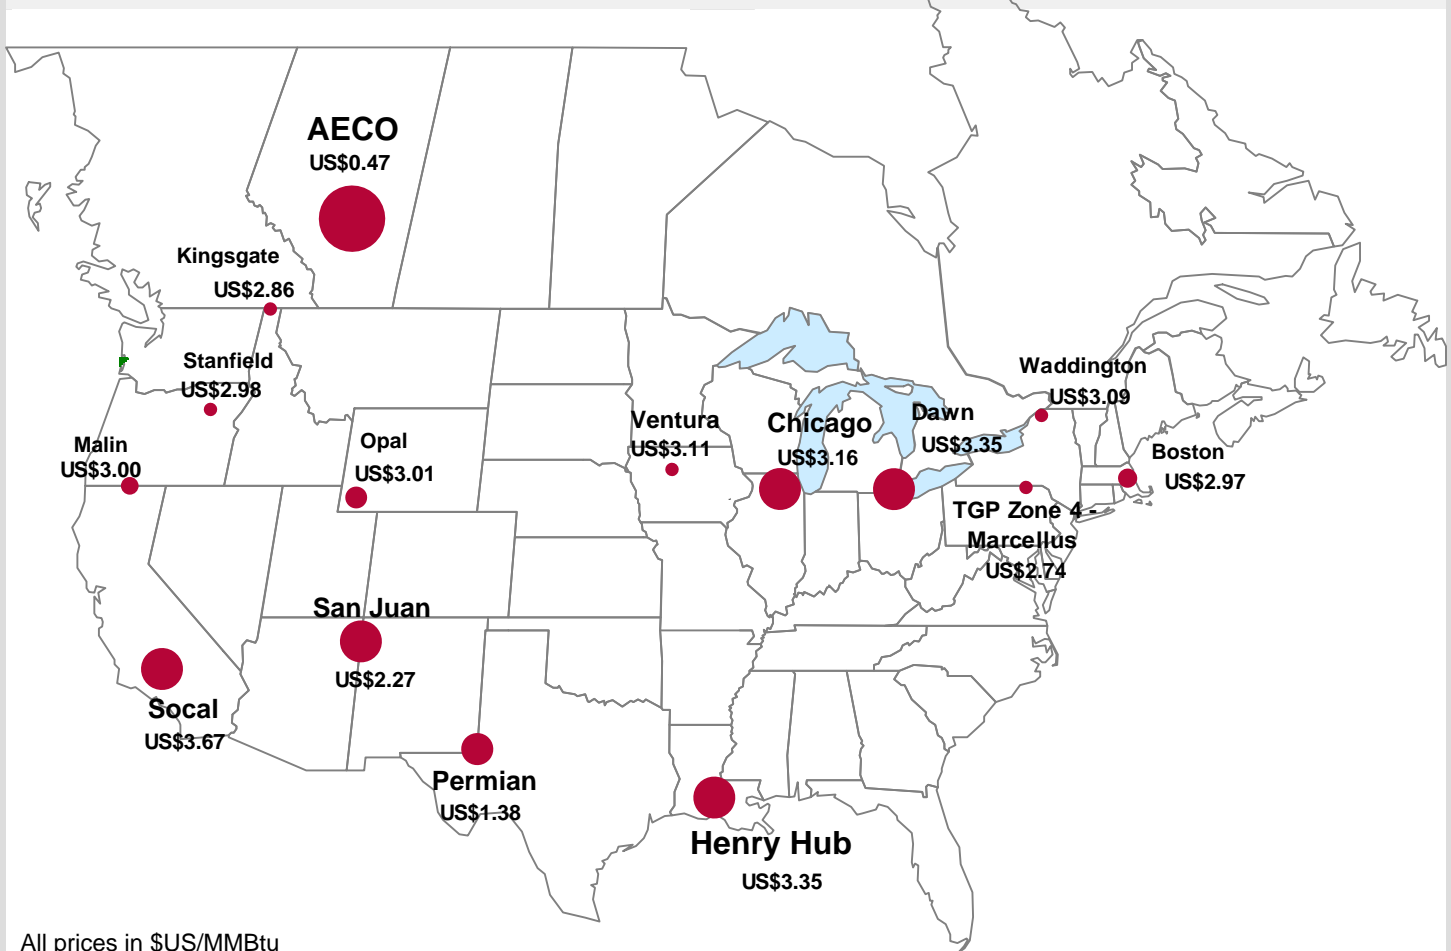 AECO
US$0.47
Kingsgate
US$2.86
Stanfield
US$2.98
Waddington
US$3.09
Malin
US$3.00
Opal
US$3.01
Ventura
US$3.11
Chicago
US$3.16
Dawn
US$3.35
Boston
US$2.97
TGP Zone 4 -
Marcellus
US$2.74
San Juan
US$2.27
Socal
US$3.67
Permian
US$1.38
Henry Hub
US$3.35
All prices in $US/MMBtu